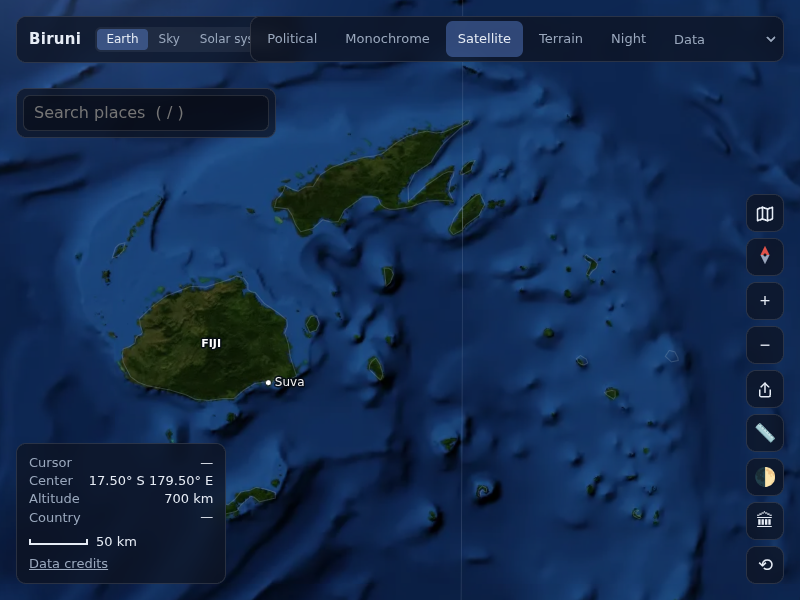 Biruni
Earth Sky Solar sys
Political Monochrome Satellite Terrain Night Data
Search places ( / )
FIJI
Suva
Cursor —
Center 17.50° S 179.50° E
Altitude 700 km
Country —
50 km
Data credits